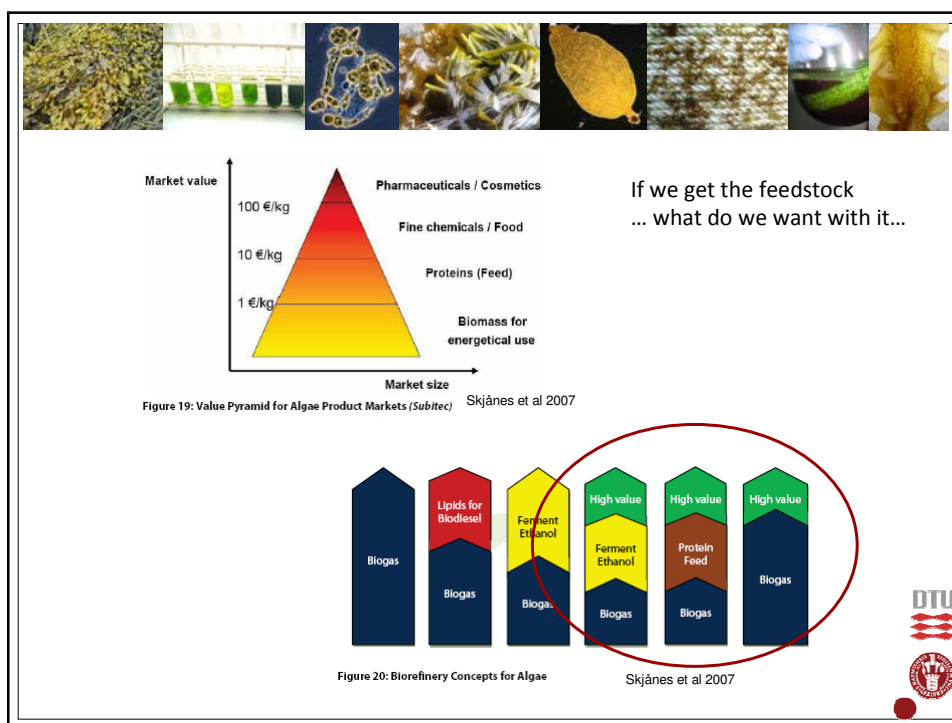 If we get the feedstock
… what do we want with it…
Market value
100 €/kg
10 €/kg
1 €/kg
Pharmaceuticals / Cosmetics
Fine chemicals / Food
Proteins (Feed)
Biomass for
energetical use
Market size
Figure 19: Value Pyramid for Algae Product Markets (Subitec)
Skjånes et al 2007
Biogas
Lipids for
Biodiesel
Biogas
Ferment
Ethanol
Biogas
High value
Ferment
Ethanol
Biogas
High value
Protein
Feed
Biogas
High value
Biogas
Figure 20: Biorefinery Concepts for Algae
Skjånes et al 2007
DTU